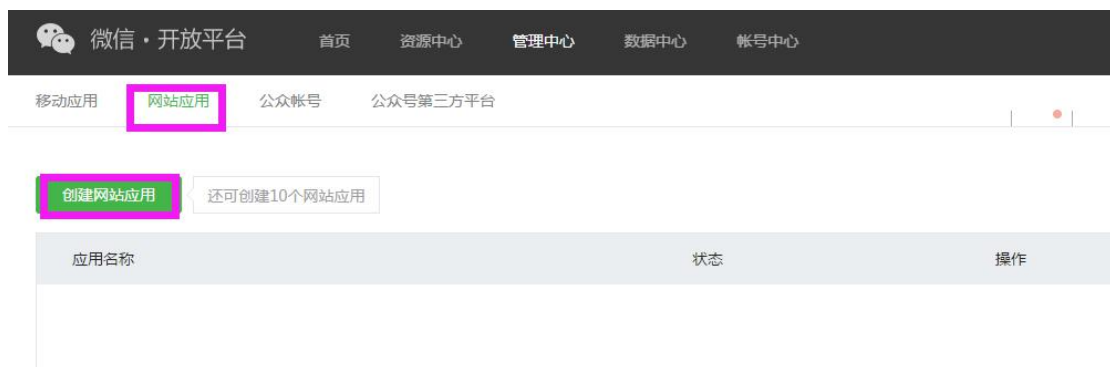 微信・开放平台 首页 资源中心 管理中心 数据中心 帐号中心
移动应用 网站应用 公众帐号 公众号第三方平台
创建网站应用 还可创建10个网站应用
应用名称 状态 操作